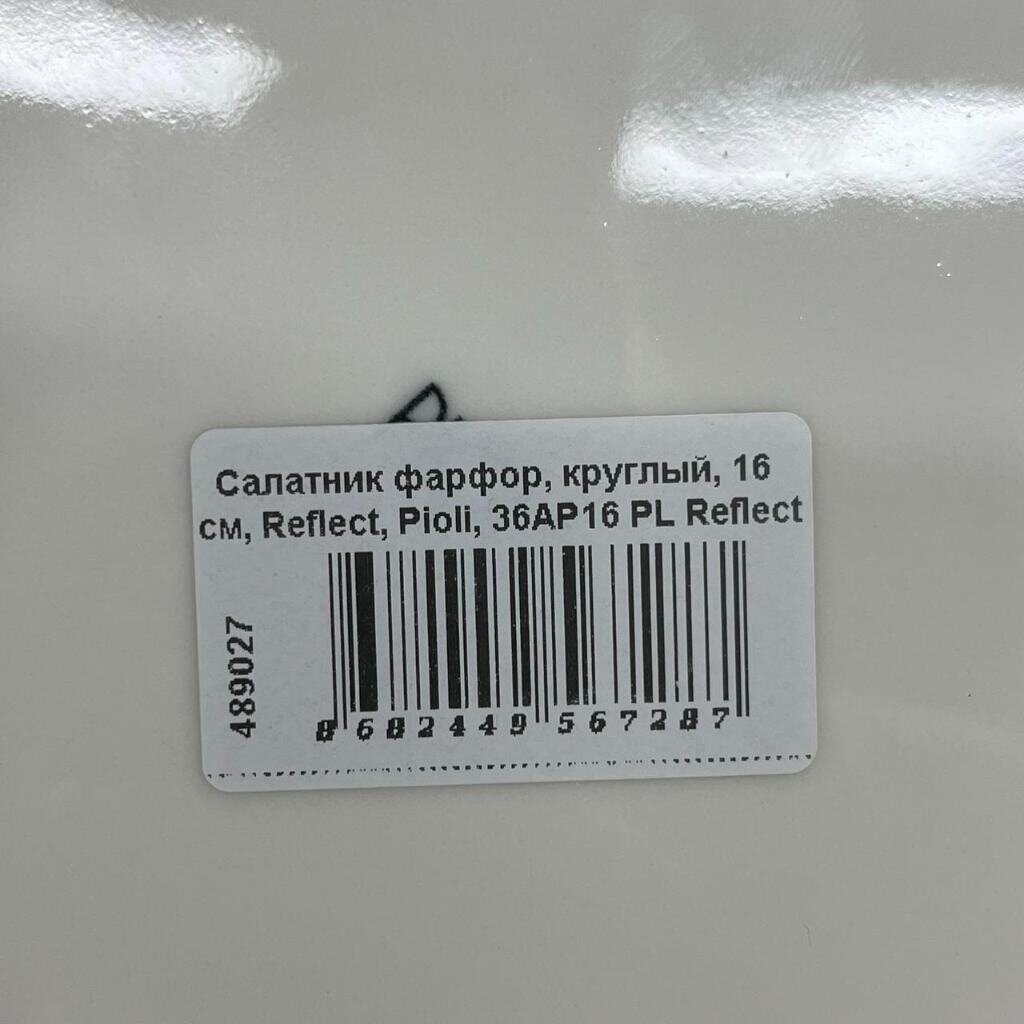 Салатник фарфор, круглый, 16
см, Reflect, Pioli, 36AP16 PL Reflect
489027
8 682449 567287